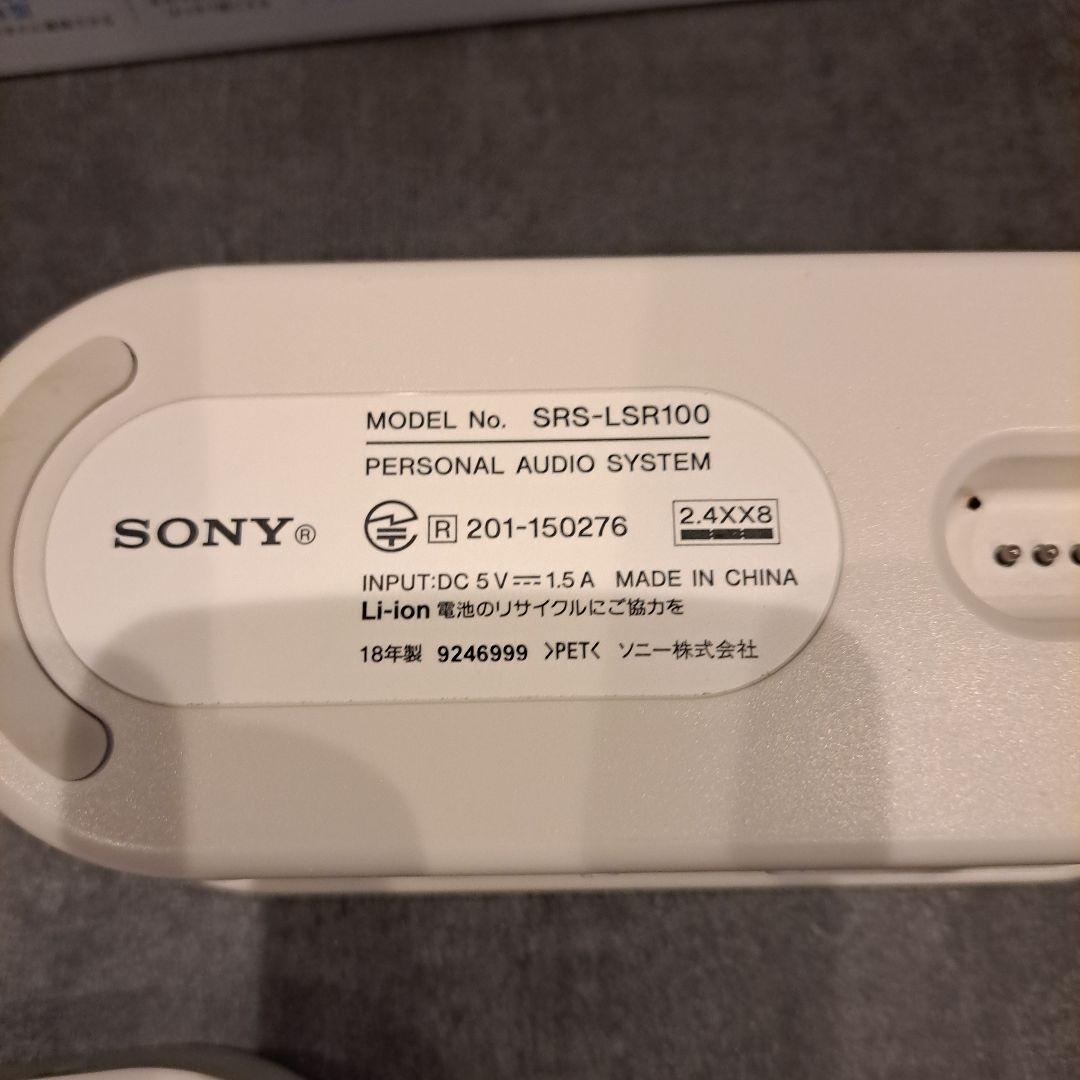 MODEL No. SRS-LSR100
PERSONAL AUDIO SYSTEM
SONY®
R 201-150276 2.4XX8
INPUT:DC 5V⎓1.5A MADE IN CHINA
Li-ion 電池のリサイクルにご協力を
18年製 9246999 >PET< ソニー株式会社